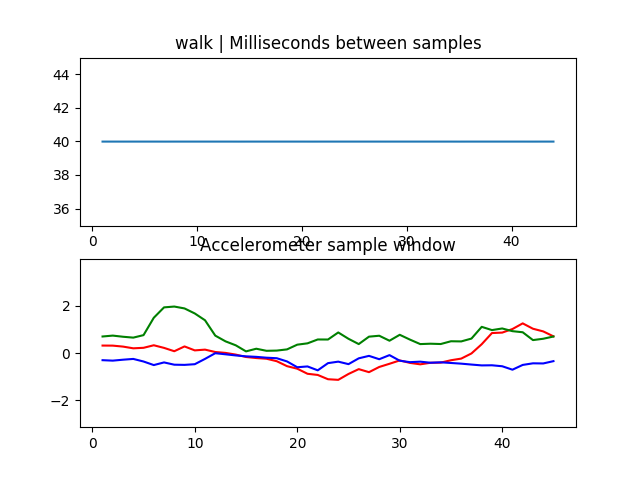 walk | Milliseconds between samples
44
42
40
38
36
0 10 20 30 40
Accelerometer sample window
2
0
−2
0 10 20 30 40